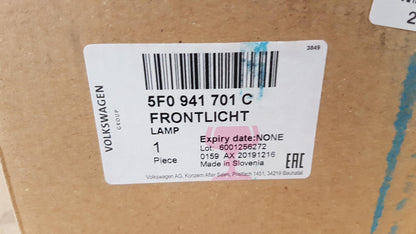 3849
VOLKSWAGEN
GROUP
5F0 941 701 C
FRONTLICHT
LAMP
1
Piece
Expiry date:NONE
Lot: 6001256272
0159 AX 20191216
Made in Slovenia
EAC
Volkswagen AG, Konzern After Sales, Postfach 1451, 34219 Baunatal
2